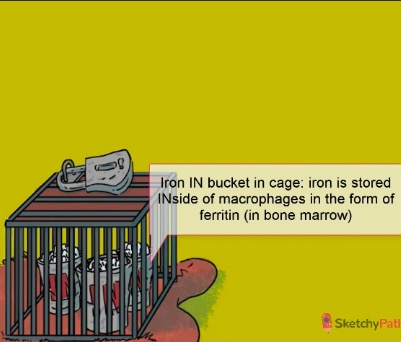 Iron IN bucket in cage: iron is stored
INside of macrophages in the form of
ferritin (in bone marrow)
SketchyPath